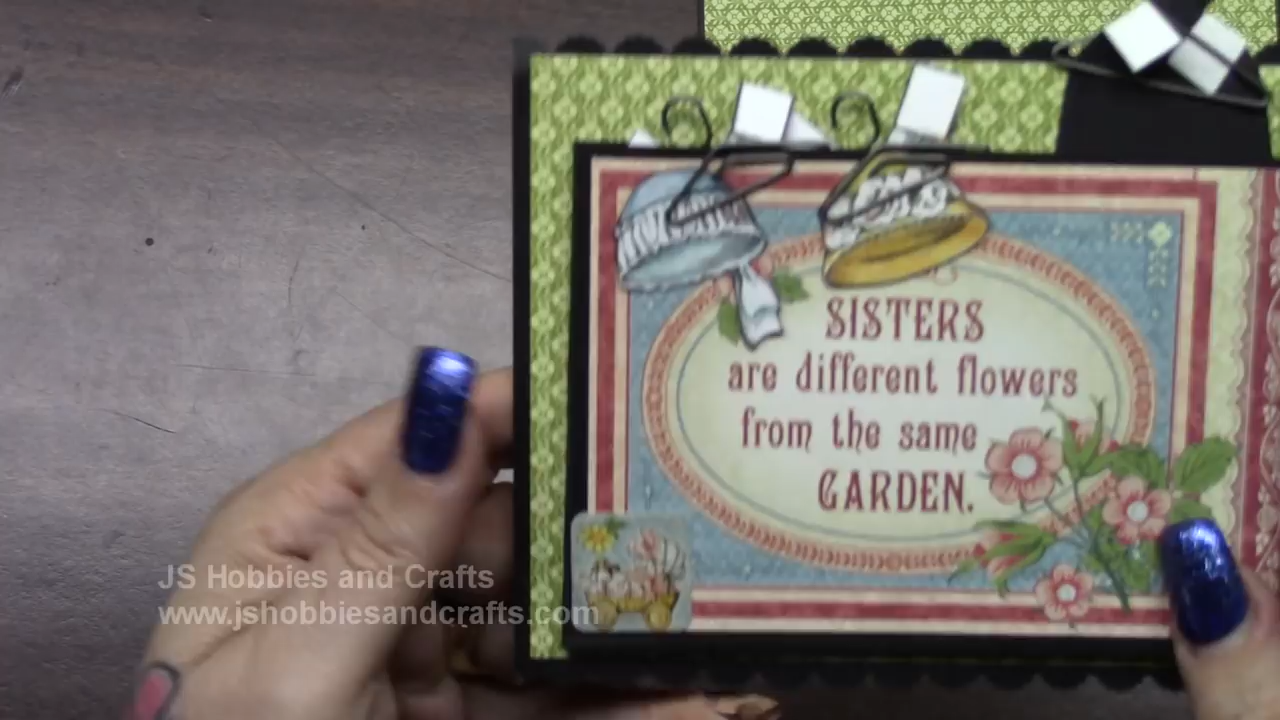 SISTERS
are different flowers
from the same
GARDEN.
JS Hobbies and Crafts
www.jshobbiesandcrafts.com